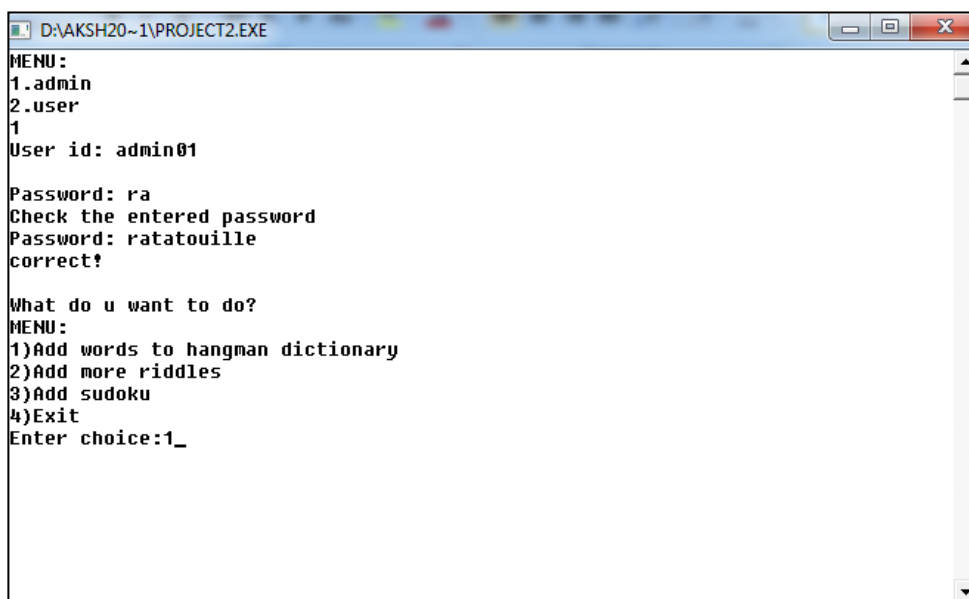 D:\AKSH20~1\PROJECT2.EXE
MENU:
1.admin
2.user
1
User id: admin01
Password: ra
Check the entered password
Password: ratatouille
correct!
What do u want to do?
MENU:
1)Add words to hangman dictionary
2)Add more riddles
3)Add sudoku
4)Exit
Enter choice:1_